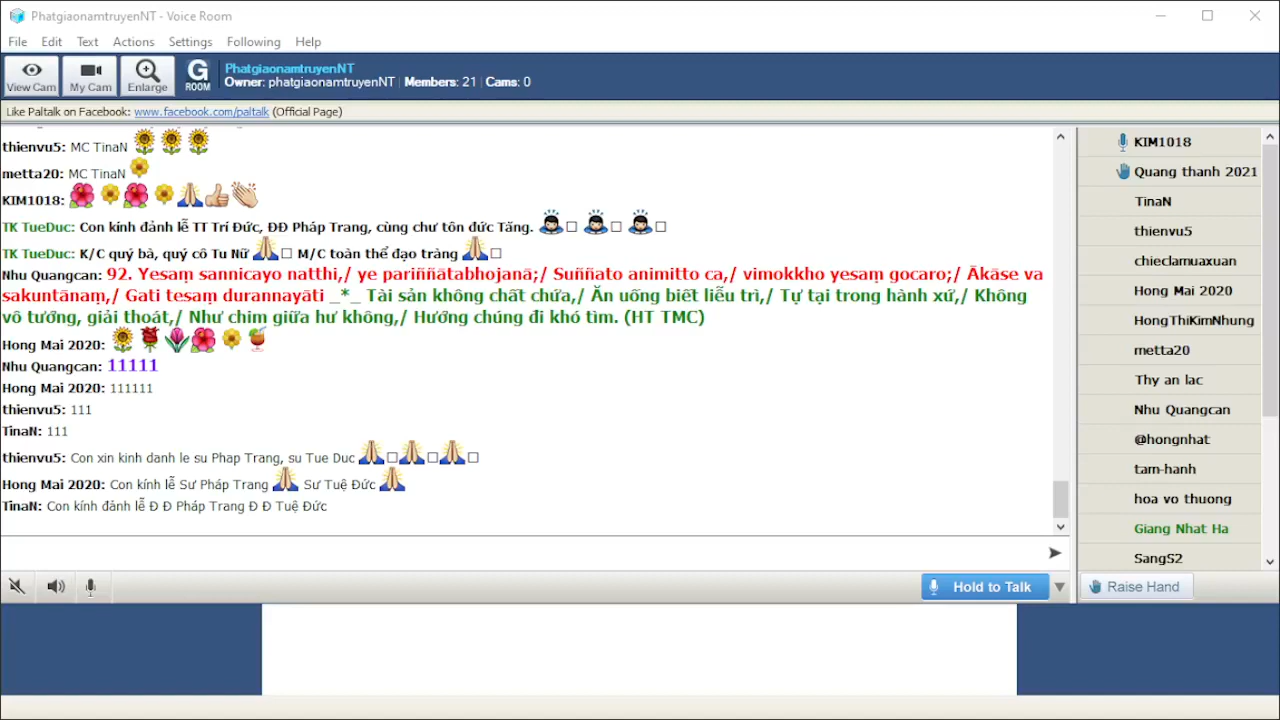 PhatgiaonamtruyenNT - Voice Room
File Edit Text Actions Settings Following Help
View Cam My Cam Enlarge G ROOM
PhatgiaonamtruyenNT
Owner: phatgiaonamtruyenNT | Members: 21 | Cams: 0
Like Paltalk on Facebook: www.facebook.com/paltalk (Official Page)
thienvu5: MC TinaN
metta20: MC TinaN
KIM1018:
TK TueDuc: Con kính đảnh lễ TT Trí Đức, ĐĐ Pháp Trang, cùng chư tôn đức Tăng.
TK TueDuc: K/C quý bà, quý cô Tu Nữ M/C toàn thể đạo tràng
Nhu Quangcan: 92. Yesaṃ sannicayo natthi,/ ye pariññātabhojanā;/ Suññato animitto ca,/ vimokkho yesaṃ gocaro;/ Ākāse va
sakuntānaṃ,/ Gati tesaṃ durannayāti _*_ Tài sản không chất chứa,/ Ăn uống biết liễu tri,/ Tự tại trong hành xứ,/ Không
vô tướng, giải thoát,/ Như chim giữa hư không,/ Hướng chúng đi khó tìm. (HT TMC)
Hong Mai 2020:
Nhu Quangcan: 11111
Hong Mai 2020: 111111
thienvu5: 111
TinaN: 111
thienvu5: Con xin kinh danh le su Phap Trang, su Tue Duc
Hong Mai 2020: Con kính lễ Sư Pháp Trang Sư Tuệ Đức
TinaN: Con kính đảnh lễ Đ Đ Pháp Trang Đ Đ Tuệ Đức
KIM1018
Quang thanh 2021
TinaN
thienvu5
chieclamuaxuan
Hong Mai 2020
HongThiKimNhung
metta20
Thy an lac
Nhu Quangcan
@hongnhat
tam-hanh
hoa vo thuong
Giang Nhat Ha
SangS2
Hold to Talk
Raise Hand